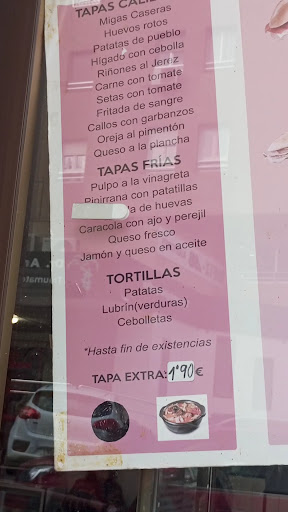 TAPAS
Migas Caseras
Huevos rotos
Patatas de pueblo
Hígado con cebolla
Riñones al Jerez
Carne con tomate
Setas con tomate
Fritada de sangre
Callos con garbanzos
Oreja al pimentón
Queso a la plancha
TAPAS FRÍAS
Pulpo a la vinagreta
Pipirrana con patatillas
de huevas
Caracola con ajo y perejil
Queso fresco
Jamón y queso en aceite
TORTILLAS
Patatas
Lubrín(verduras)
Cebolletas
*Hasta fin de existencias
TAPA EXTRA: 1'90€